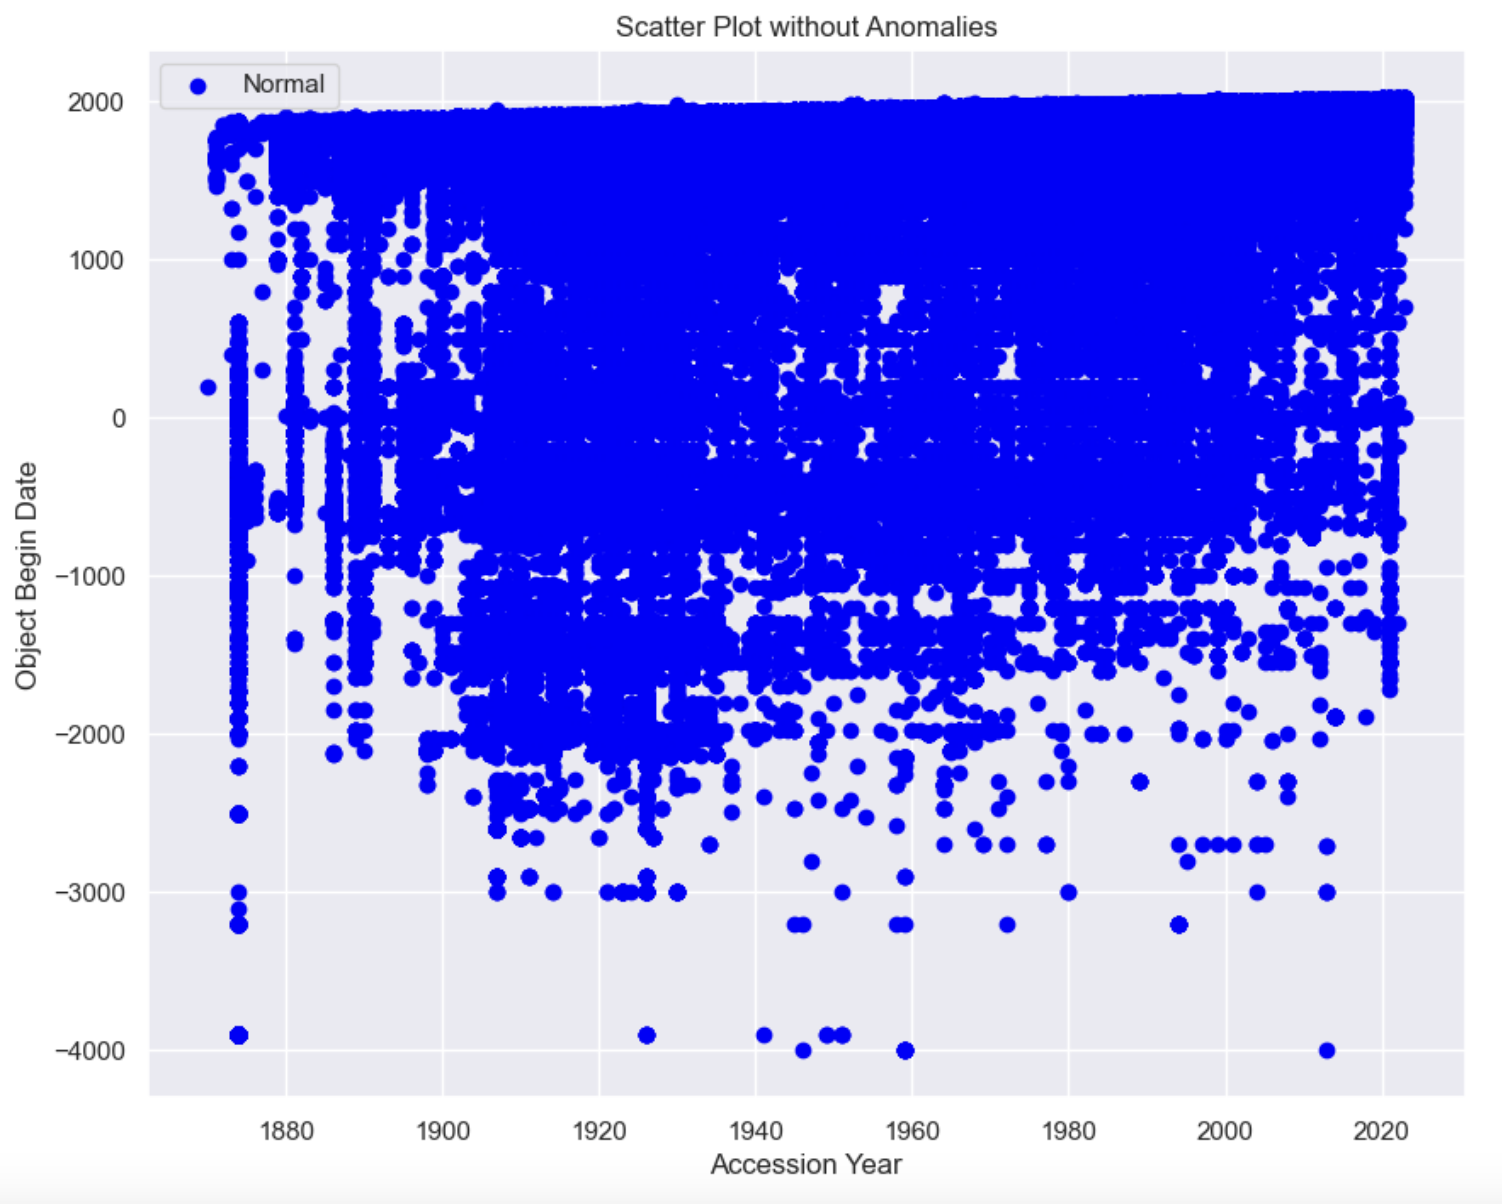 Scatter Plot without Anomalies
Normal
2000
1000
0
−1000
−2000
−3000
−4000
Object Begin Date
1880 1900 1920 1940 1960 1980 2000 2020
Accession Year